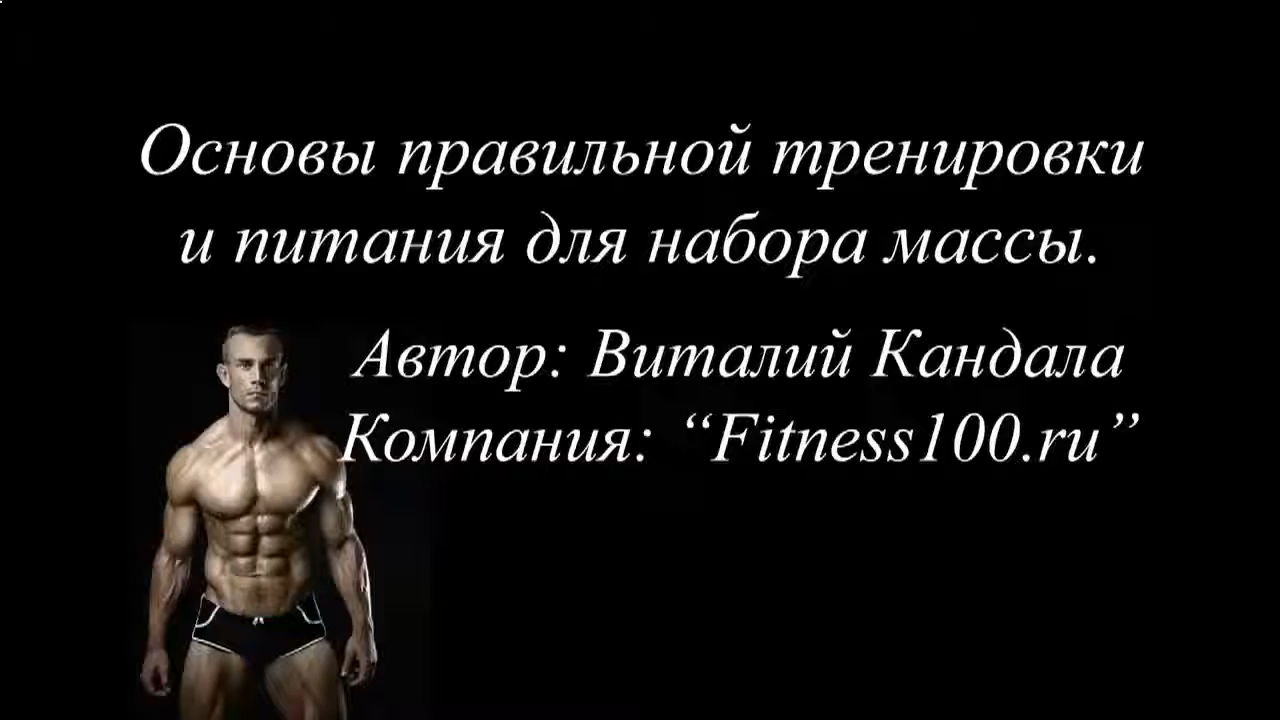 Основы правильной тренировки
и питания для набора массы.
Автор: Виталий Кандала
Компания: “Fitness100.ru”